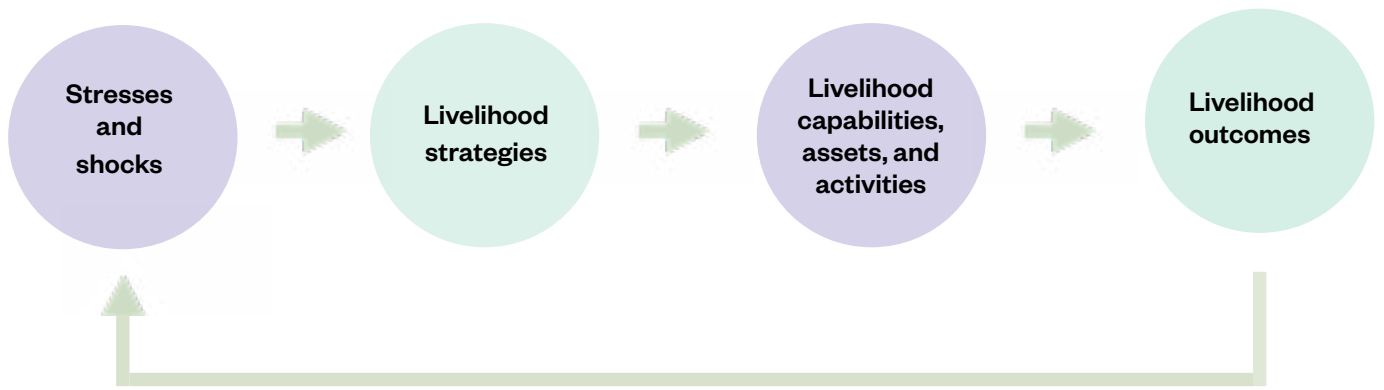 Stresses
and
shocks
Livelihood
strategies
Livelihood
capabilities,
assets, and
activities
Livelihood
outcomes